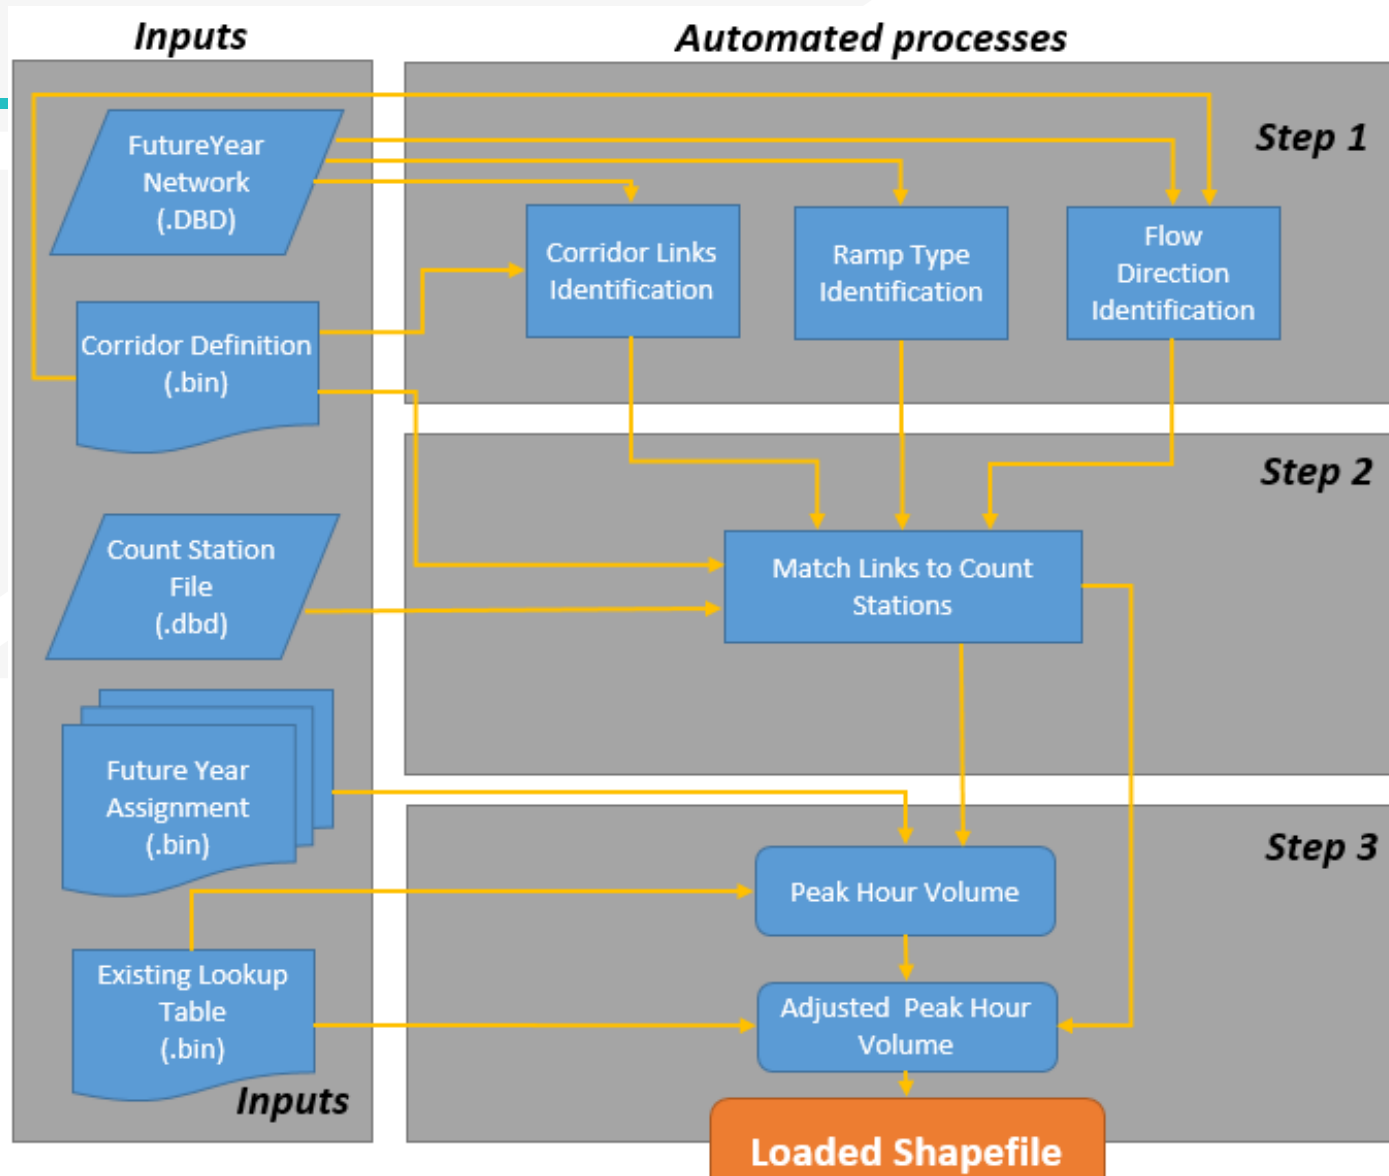 Inputs
Automated processes
Step 1
FutureYear
Network
(.DBD)
Corridor Links
Identification
Ramp Type
Identification
Flow
Direction
Identification
Corridor Definition
(.bin)
Step 2
Count Station
File
(.dbd)
Match Links to Count
Stations
Future Year
Assignment
(.bin)
Step 3
Peak Hour Volume
Existing Lookup
Table
(.bin)
Adjusted Peak Hour
Volume
Inputs
Loaded Shapefile